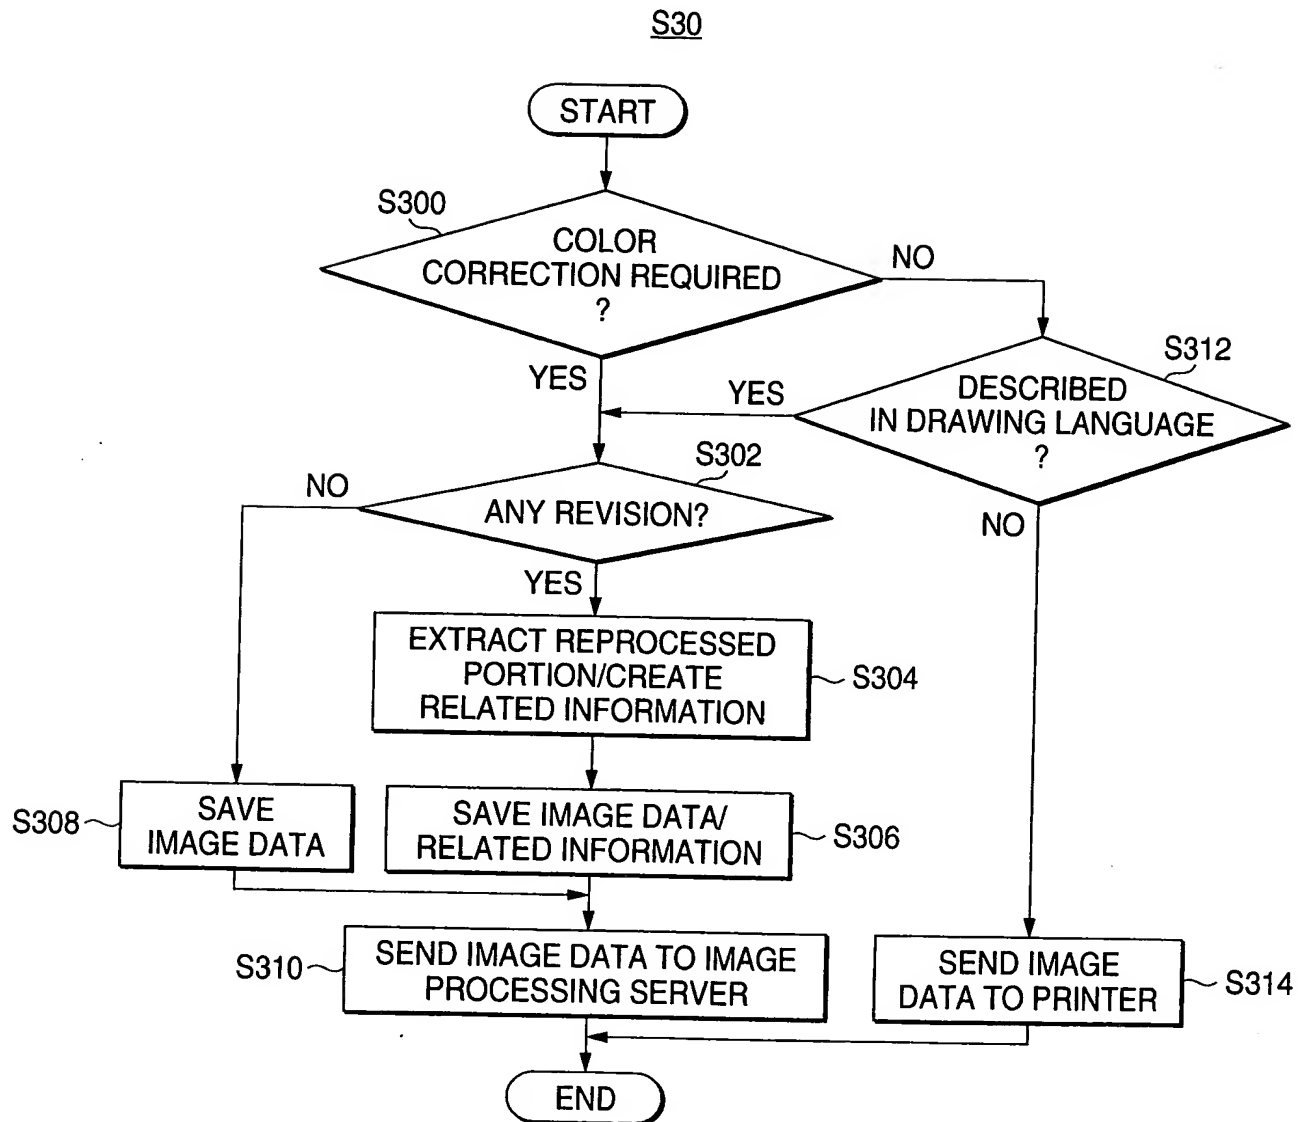 S30
START
S300
COLOR
CORRECTION REQUIRED
?
NO
YES
S312
DESCRIBED
IN DRAWING LANGUAGE
?
YES
NO
S302
ANY REVISION?
NO
YES
EXTRACT REPROCESSED
PORTION/CREATE
RELATED INFORMATION
S304
S308
SAVE
IMAGE DATA
SAVE IMAGE DATA/
RELATED INFORMATION
S306
S310
SEND IMAGE DATA TO IMAGE
PROCESSING SERVER
SEND IMAGE
DATA TO PRINTER
S314
END